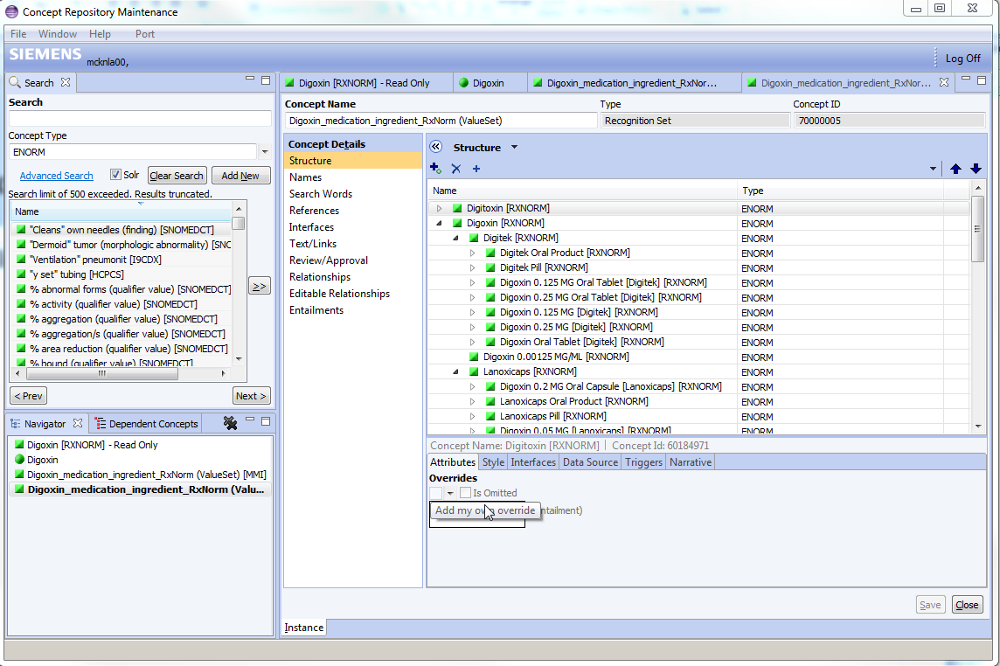 Concept Repository Maintenance
File Window Help Port
SIEMENS mcknla00, Log Off
Search
Search
Concept Type
ENORM
Advanced Search Solr Clear Search Add New
Search limit of 500 exceeded. Results truncated.
Name
"Cleans" own needles (finding) [SNOMEDCT]
"Dermoid" tumor (morphologic abnormality) [SNC
"Ventilation" pneumonit [I9CDX]
"y set" tubing [HCPCS]
% abnormal forms (qualifier value) [SNOMEDCT]
% activity (qualifier value) [SNOMEDCT]
% aggregation (qualifier value) [SNOMEDCT]
% aggregation/s (qualifier value) [SNOMEDCT]
% area reduction (qualifier value) [SNOMEDCT]
% bound (qualifier value) [SNOMEDCT]
>>
< Prev Next >
Navigator Dependent Concepts
Digoxin [RXNORM] - Read Only
Digoxin
Digoxin_medication_ingredient_RxNorm (ValueSet) [MMI]
Digoxin_medication_ingredient_RxNorm (Valu...
Digoxin [RXNORM] - Read Only Digoxin Digoxin_medication_ingredient_RxNor... Digoxin_medication_ingredient_RxNor...
Concept Name Type Concept ID
Digoxin_medication_ingredient_RxNorm (ValueSet) Recognition Set 70000005
Concept Details
Structure
Names
Search Words
References
Interfaces
Text/Links
Review/Approval
Relationships
Editable Relationships
Entailments
Structure
Name Type
Digitoxin [RXNORM] ENORM
Digoxin [RXNORM] ENORM
Digitek [RXNORM] ENORM
Digitek Oral Product [RXNORM] ENORM
Digitek Pill [RXNORM] ENORM
Digoxin 0.125 MG Oral Tablet [Digitek] [RXNORM] ENORM
Digoxin 0.25 MG Oral Tablet [Digitek] [RXNORM] ENORM
Digoxin 0.125 MG [Digitek] [RXNORM] ENORM
Digoxin 0.25 MG [Digitek] [RXNORM] ENORM
Digoxin Oral Tablet [Digitek] [RXNORM] ENORM
Digoxin 0.00125 MG/ML [RXNORM] ENORM
Lanoxicaps [RXNORM] ENORM
Digoxin 0.2 MG Oral Capsule [Lanoxicaps] [RXNORM] ENORM
Lanoxicaps Oral Product [RXNORM] ENORM
Lanoxicaps Pill [RXNORM] ENORM
Digoxin 0.05 MG [Lanoxicaps] [RXNORM] ENORM
Concept Name: Digitoxin [RXNORM] Concept Id: 60184971
Attributes Style Interfaces Data Source Triggers Narrative
Overrides
Is Omitted
Add my own override ntailment)
Save Close
Instance